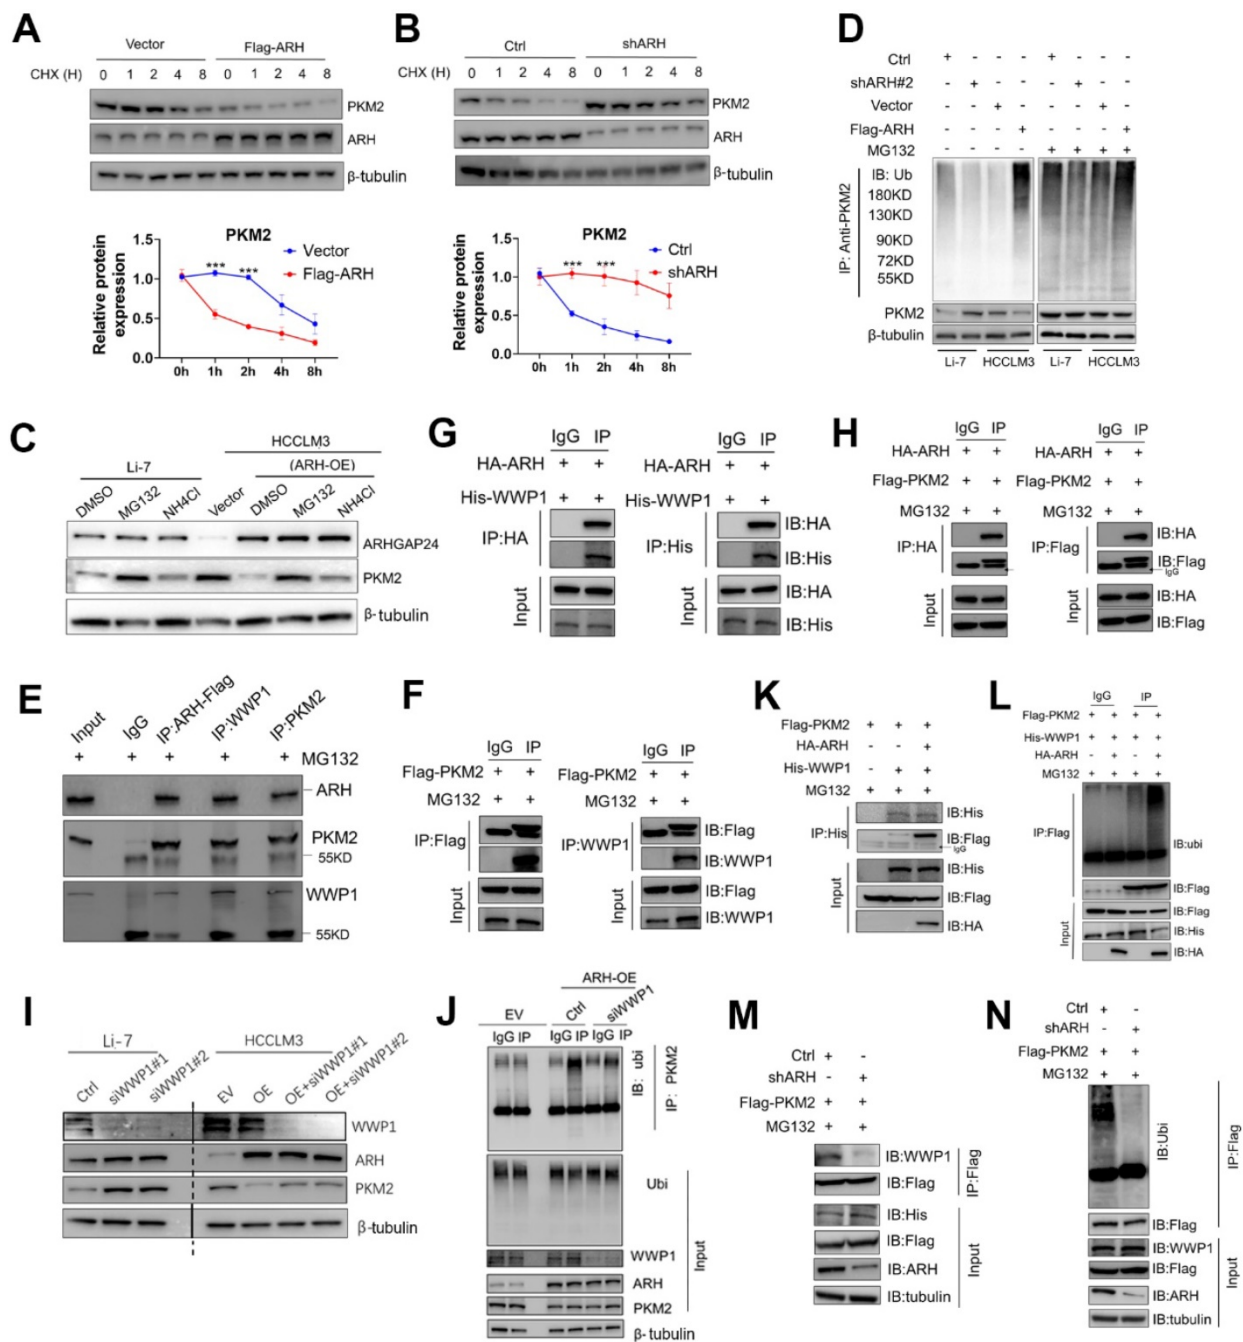 A
Vector Flag-ARH
CHX (H) 0 1 2 4 8 0 1 2 4 8
PKM2
ARH
β-tubulin
PKM2
Relative protein expression
1.5
1.0
0.5
0.0
Vector
Flag-ARH
*** ***
0h 1h 2h 4h 8h
B
Ctrl shARH
CHX (H) 0 1 2 4 8 0 1 2 4 8
PKM2
ARH
β-tubulin
PKM2
Relative protein expression
1.5
1.0
0.5
0.0
Ctrl
shARH
*** ***
0h 1h 2h 4h 8h
D
Ctrl + - - - + - - -
shARH#2 - + - - - + - -
Vector - - + - - - + -
Flag-ARH - - - + - - - +
MG132 - - - - + + + +
IP: Anti-PKM2
IB: Ub
180KD
130KD
90KD
72KD
55KD
PKM2
β-tubulin
Li-7 HCCLM3 Li-7 HCCLM3
C
HCCLM3
Li-7 (ARH-OE)
DMSO MG132 NH4Cl Vector DMSO MG132 NH4Cl
ARHGAP24
PKM2
β-tubulin
G
IgG IP
HA-ARH + +
His-WWP1 + +
IP:HA
Input
IgG IP
HA-ARH + +
His-WWP1 + +
IP:His
IB:HA
IB:His
Input
IB:HA
IB:His
H
IgG IP
HA-ARH + +
Flag-PKM2 + +
MG132 + +
IP:HA
Input
IgG IP
HA-ARH + +
Flag-PKM2 + +
MG132 + +
IP:Flag
IB:HA
IB:Flag
IgG
Input
IB:HA
IB:Flag
E
Input IgG IP:ARH-Flag IP:WWP1 IP:PKM2
+ + + + + MG132
ARH
PKM2
55KD
WWP1
55KD
F
IgG IP
Flag-PKM2 + +
MG132 + +
IP:Flag
Input
IgG IP
Flag-PKM2 + +
MG132 + +
IP:WWP1
IB:Flag
IB:WWP1
Input
IB:Flag
IB:WWP1
K
Flag-PKM2 + + +
HA-ARH - - +
His-WWP1 - + +
MG132 + + +
IP:His
IB:His
IB:Flag
IgG
Input
IB:His
IB:Flag
IB:HA
L
IgG IP
Flag-PKM2 + + + +
His-WWP1 + + + +
HA-ARH - + - +
MG132 + + + +
IP:Flag
IB:ubi
IB:Flag
Input
IB:Flag
IB:His
IB:HA
I
Li-7 HCCLM3
Ctrl siWWP1#1 siWWP1#2 EV OE OE+siWWP1#1 OE+siWWP1#2
WWP1
ARH
PKM2
β-tubulin
J
ARH-OE
EV Ctrl siWWP1
IgG IP IgG IP IgG IP
IB: ubi
IP: PKM2
Ubi
WWP1
ARH
PKM2
β- tubulin
Input
M
Ctrl + -
shARH - +
Flag-PKM2 + +
MG132 + +
IB:WWP1
IB:Flag
IP:Flag
IB:His
IB:Flag
IB:ARH
IB:tubulin
Input
N
Ctrl + -
shARH - +
Flag-PKM2 + +
MG132 + +
IB:Ubi
IP:Flag
IB:Flag
IB:WWP1
IB:Flag
IB:ARH
IB:tubulin
Input